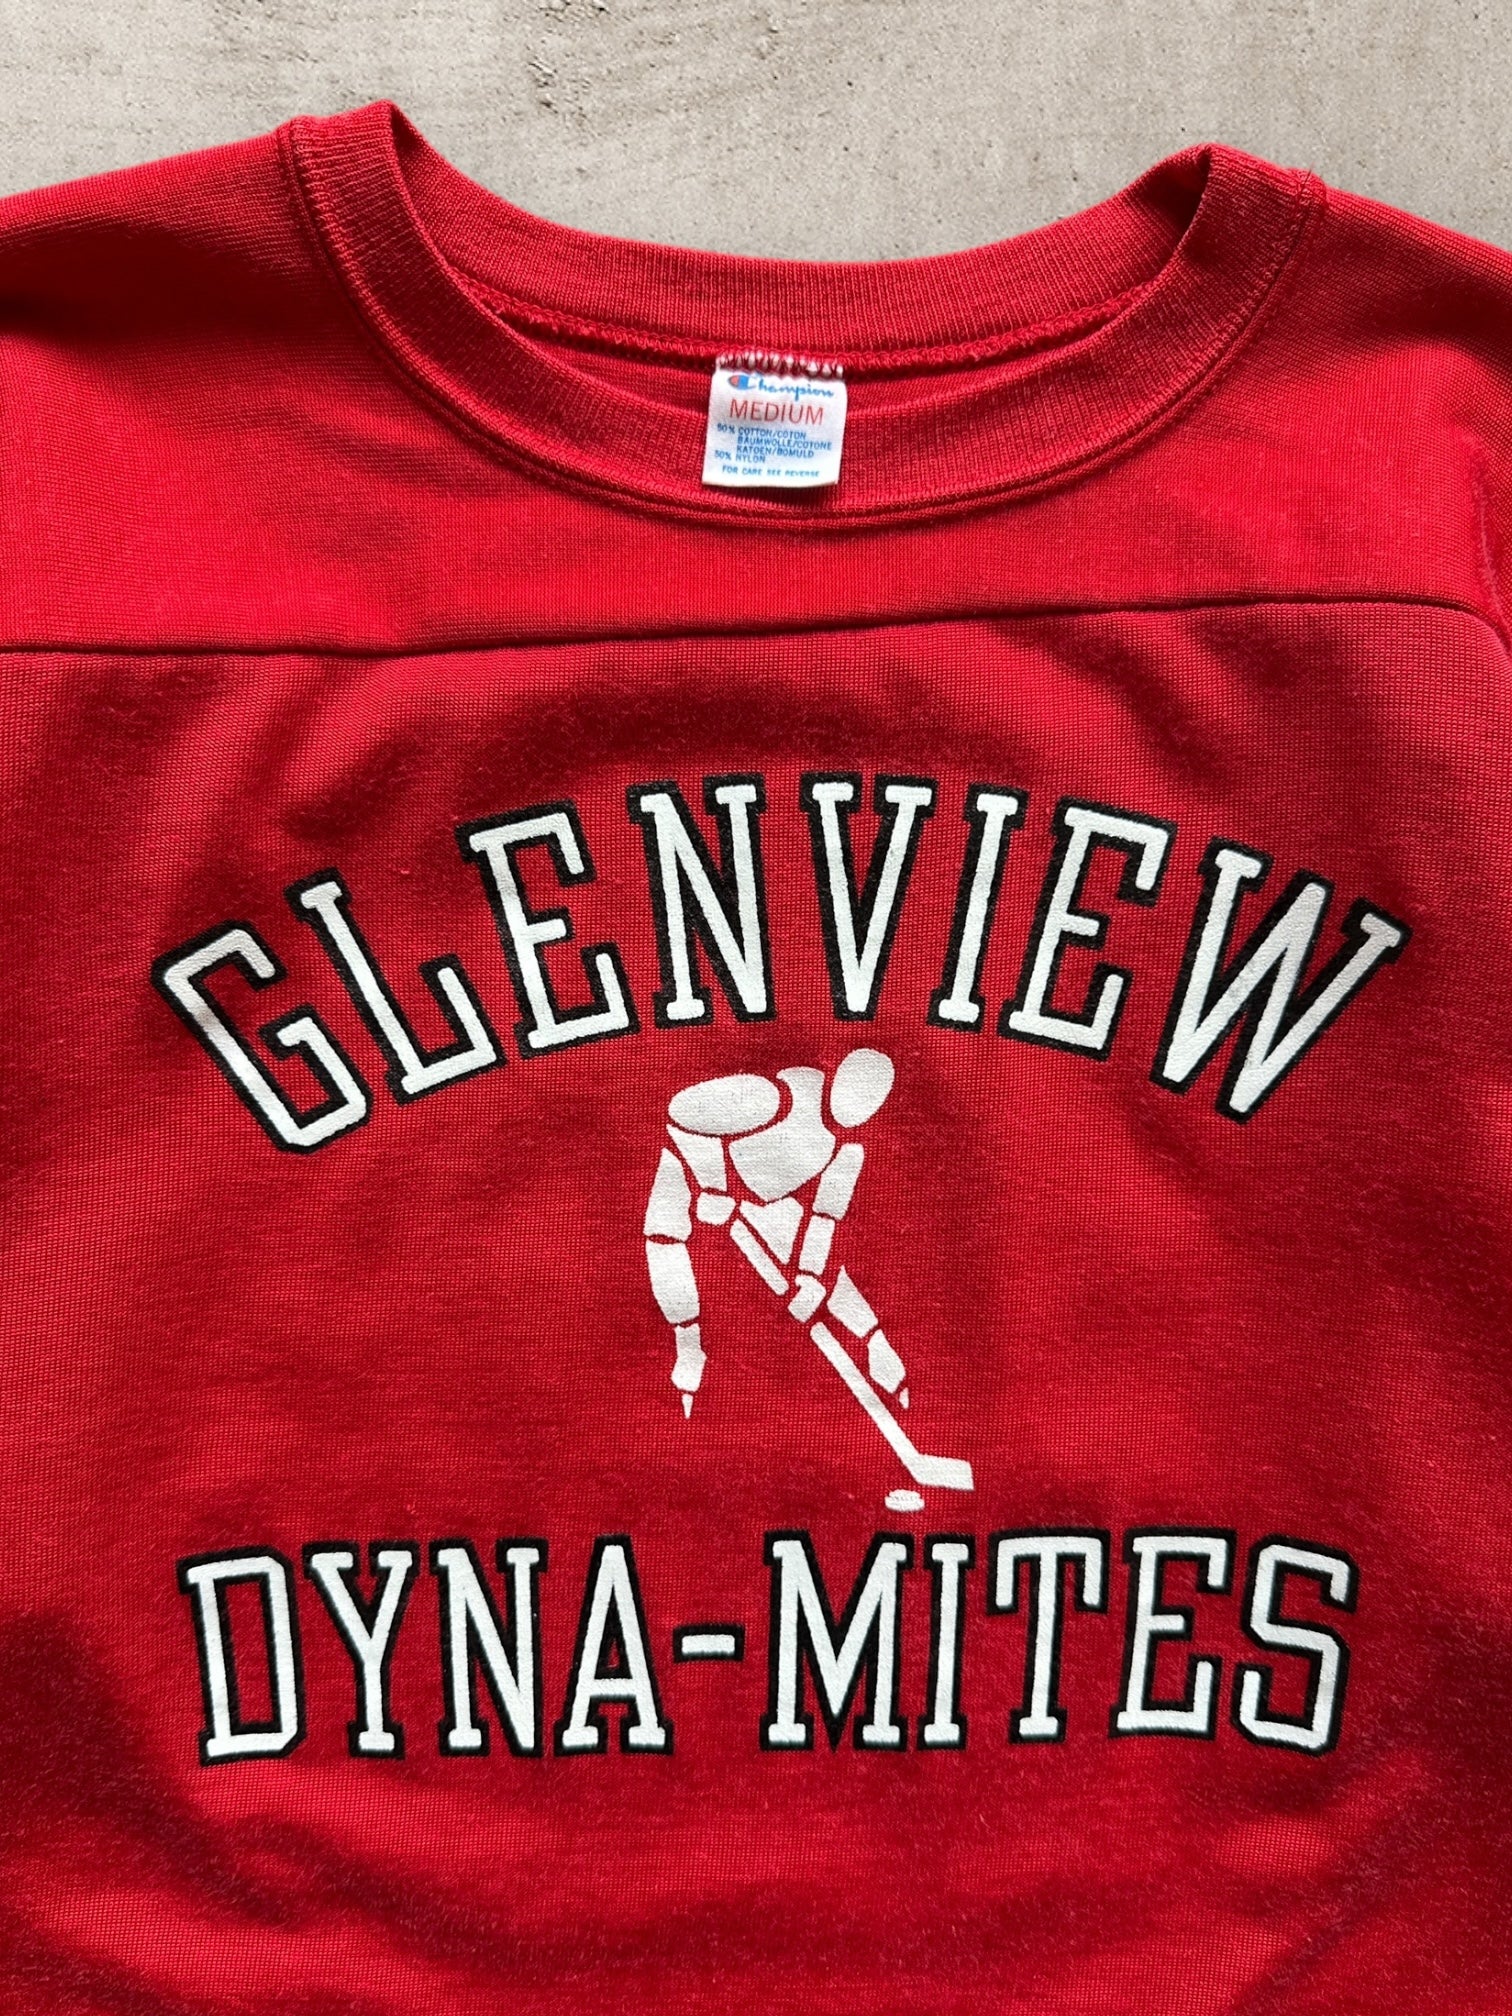 Champion
MEDIUM
50% COTTON/COTON
BAUMWOLLE/COTONE
KATOEN/BOMULD
50% NYLON
FOR CARE SEE REVERSE
GLENVIEW
DYNA-MITES